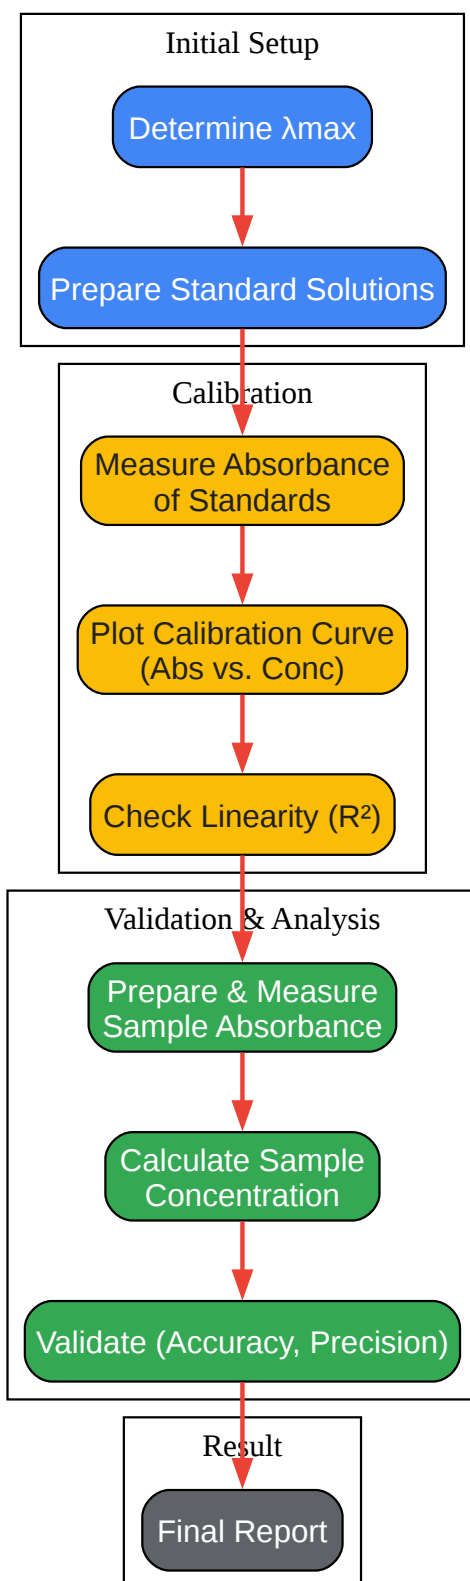 Initial Setup
Determine λmax
Prepare Standard Solutions
Calibration
Measure Absorbance
of Standards
Plot Calibration Curve
(Abs vs. Conc)
Check Linearity (R²)
Validation & Analysis
Prepare & Measure
Sample Absorbance
Calculate Sample
Concentration
Validate (Accuracy, Precision)
Result
Final Report